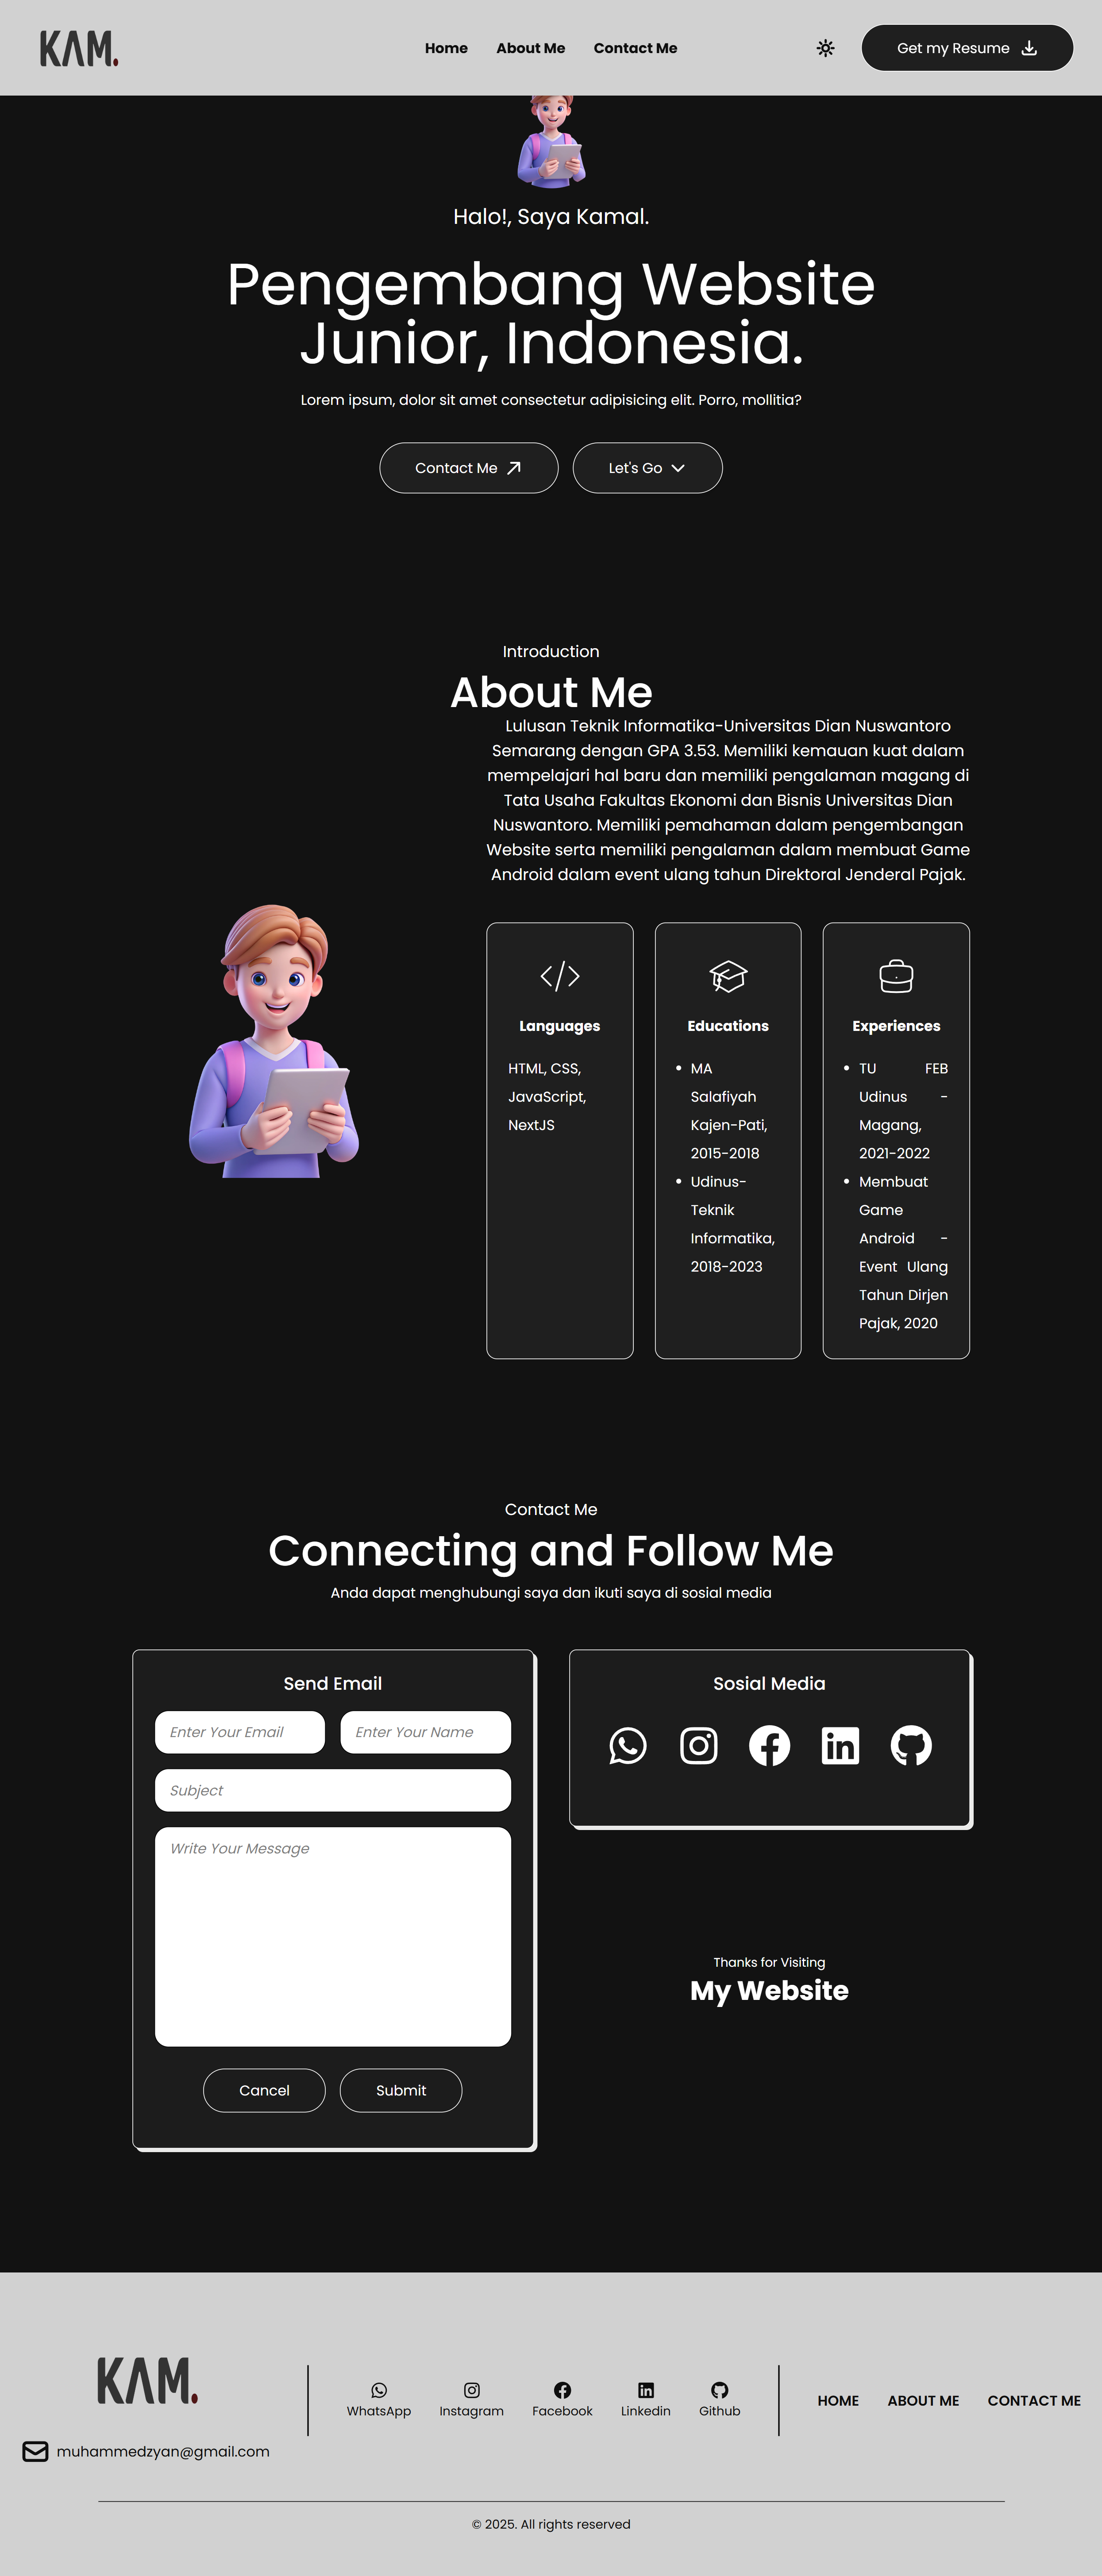 KAM.
Home About Me Contact Me
Get my Resume
Halo!, Saya Kamal.
Pengembang Website
Junior, Indonesia.
Lorem ipsum, dolor sit amet consectetur adipisicing elit. Porro, mollitia?
Contact Me
Let's Go
Introduction
About Me
Lulusan Teknik Informatika-Universitas Dian Nuswantoro
Semarang dengan GPA 3.53. Memiliki kemauan kuat dalam
mempelajari hal baru dan memiliki pengalaman magang di
Tata Usaha Fakultas Ekonomi dan Bisnis Universitas Dian
Nuswantoro. Memiliki pemahaman dalam pengembangan
Website serta memiliki pengalaman dalam membuat Game
Android dalam event ulang tahun Direktoral Jenderal Pajak.
Languages
HTML, CSS,
JavaScript,
NextJS
Educations
• MA
Salafiyah
Kajen-Pati,
2015-2018
• Udinus-
Teknik
Informatika,
2018-2023
Experiences
• TU FEB
Udinus -
Magang,
2021-2022
• Membuat
Game
Android -
Event Ulang
Tahun Dirjen
Pajak, 2020
Contact Me
Connecting and Follow Me
Anda dapat menghubungi saya dan ikuti saya di sosial media
Send Email
Enter Your Email
Enter Your Name
Subject
Write Your Message
Cancel
Submit
Sosial Media
Thanks for Visiting
My Website
KAM.
muhammedzyan@gmail.com
WhatsApp Instagram Facebook Linkedin Github
HOME ABOUT ME CONTACT ME
© 2025. All rights reserved